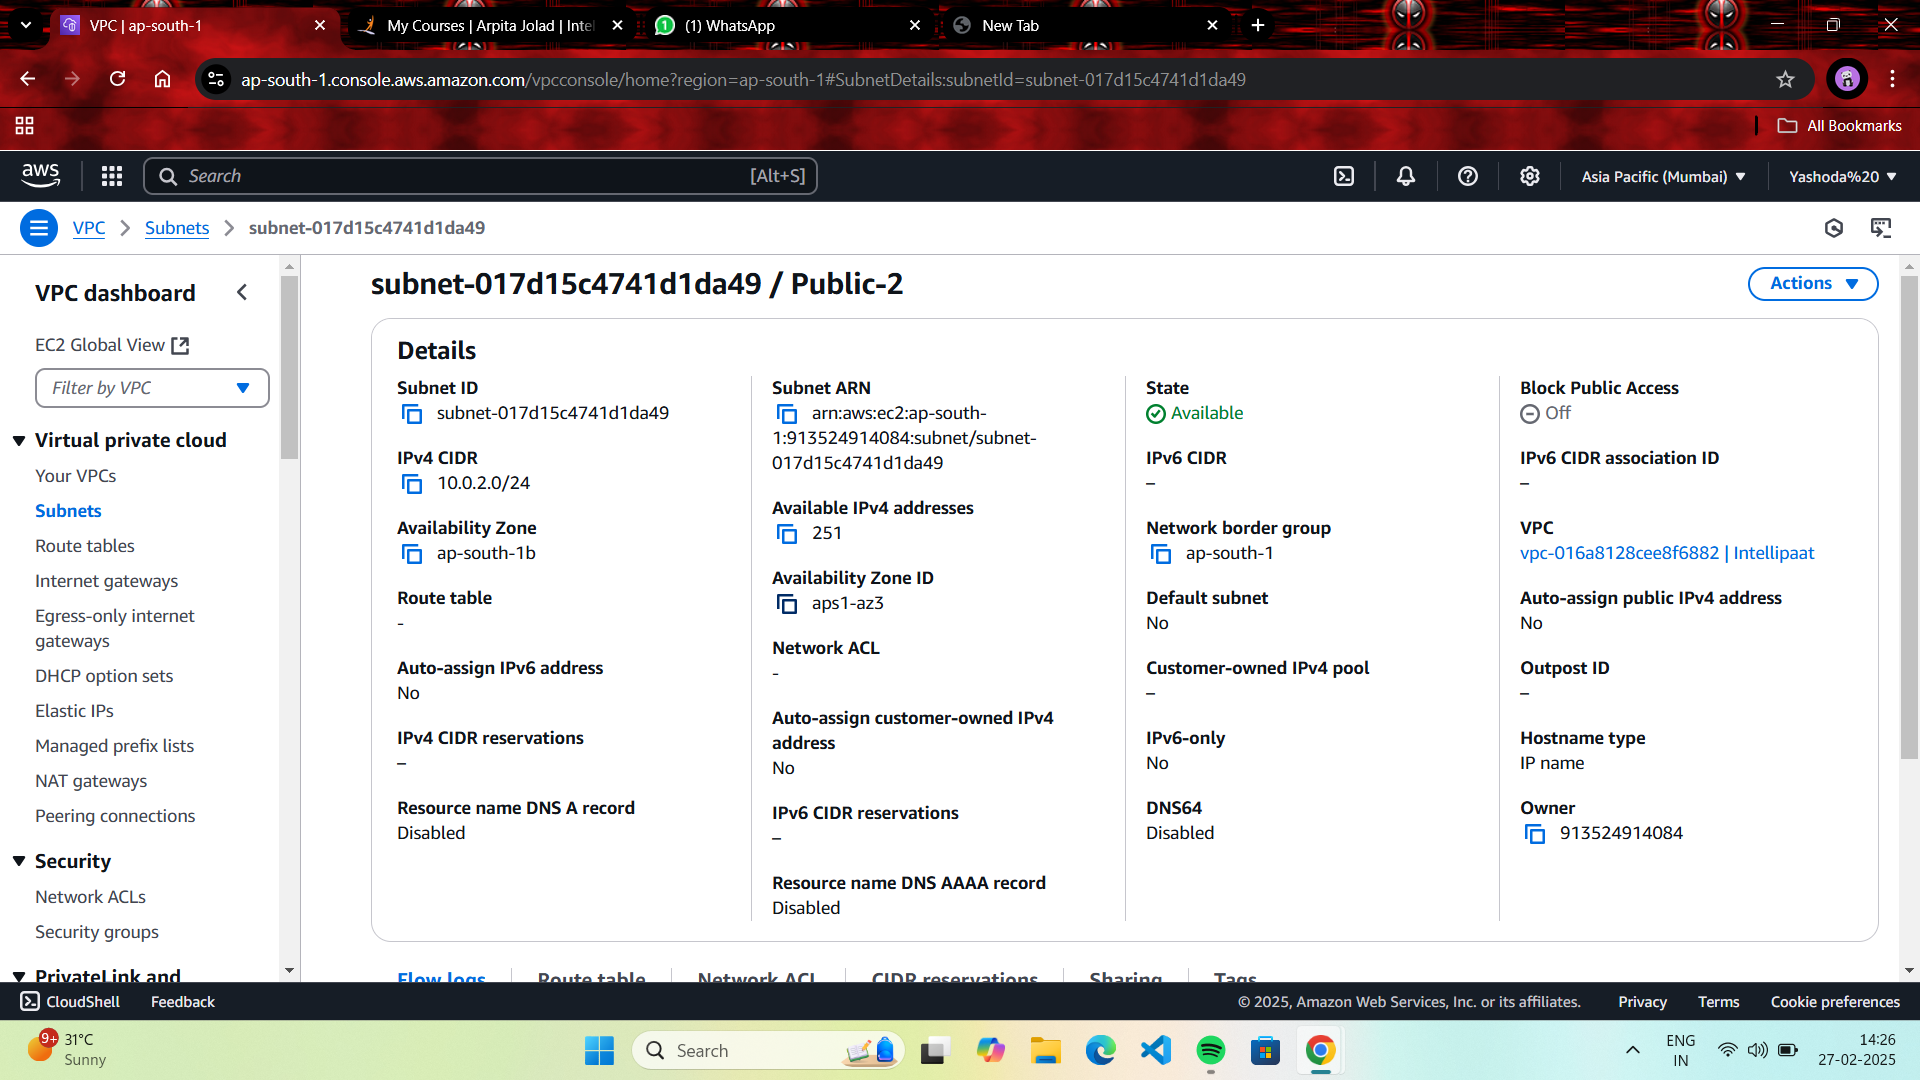 VPC | ap-south-1
My Courses | Arpita Jolad | Intel
(1) WhatsApp
New Tab
ap-south-1.console.aws.amazon.com/vpcconsole/home?region=ap-south-1#SubnetDetails:subnetId=subnet-017d15c4741d1da49
All Bookmarks
aws
Search
[Alt+S]
Asia Pacific (Mumbai)
Yashoda%20
VPC
Subnets
subnet-017d15c4741d1da49
VPC dashboard
EC2 Global View
Filter by VPC
Virtual private cloud
Your VPCs
Subnets
Route tables
Internet gateways
Egress-only internet
gateways
DHCP option sets
Elastic IPs
Managed prefix lists
NAT gateways
Peering connections
Security
Network ACLs
Security groups
PrivateLink and
subnet-017d15c4741d1da49 / Public-2
Actions
Details
Subnet ID
subnet-017d15c4741d1da49
IPv4 CIDR
10.0.2.0/24
Availability Zone
ap-south-1b
Route table
-
Auto-assign IPv6 address
No
IPv4 CIDR reservations
–
Resource name DNS A record
Disabled
Subnet ARN
arn:aws:ec2:ap-south-
1:913524914084:subnet/subnet-
017d15c4741d1da49
Available IPv4 addresses
251
Availability Zone ID
aps1-az3
Network ACL
-
Auto-assign customer-owned IPv4
address
No
IPv6 CIDR reservations
–
Resource name DNS AAAA record
Disabled
State
Available
IPv6 CIDR
–
Network border group
ap-south-1
Default subnet
No
Customer-owned IPv4 pool
–
IPv6-only
No
DNS64
Disabled
Block Public Access
Off
IPv6 CIDR association ID
–
VPC
vpc-016a8128cee8f6882 | Intellipaat
Auto-assign public IPv4 address
No
Outpost ID
–
Hostname type
IP name
Owner
913524914084
Flow logs
Route table
Network ACL
CIDR reservations
Sharing
Tags
CloudShell
Feedback
© 2025, Amazon Web Services, Inc. or its affiliates.
Privacy
Terms
Cookie preferences
9+
31°C
Sunny
Search
ENG
IN
14:26
27-02-2025